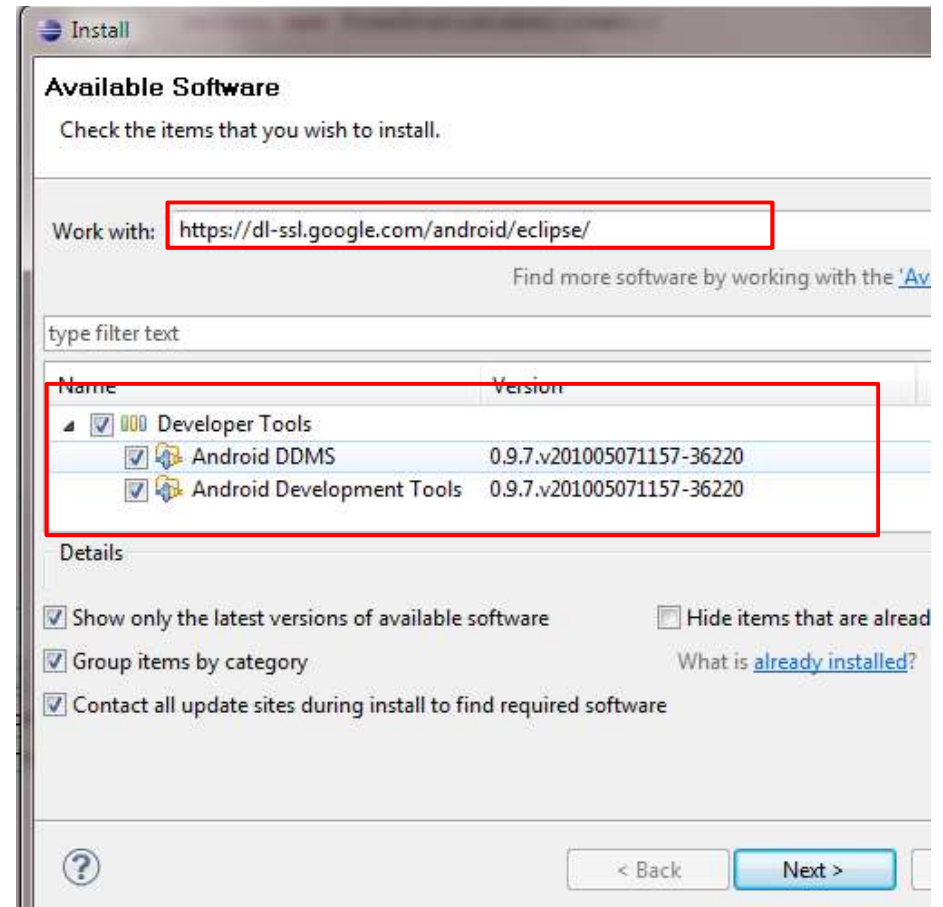 Install
Available Software
Check the items that you wish to install.
Work with: https://dl-ssl.google.com/android/eclipse/
Find more software by working with the 'Av
type filter text
Name Version
Developer Tools
Android DDMS 0.9.7.v201005071157-36220
Android Development Tools 0.9.7.v201005071157-36220
Details
Show only the latest versions of available software Hide items that are alread
Group items by category What is already installed?
Contact all update sites during install to find required software
? < Back Next >